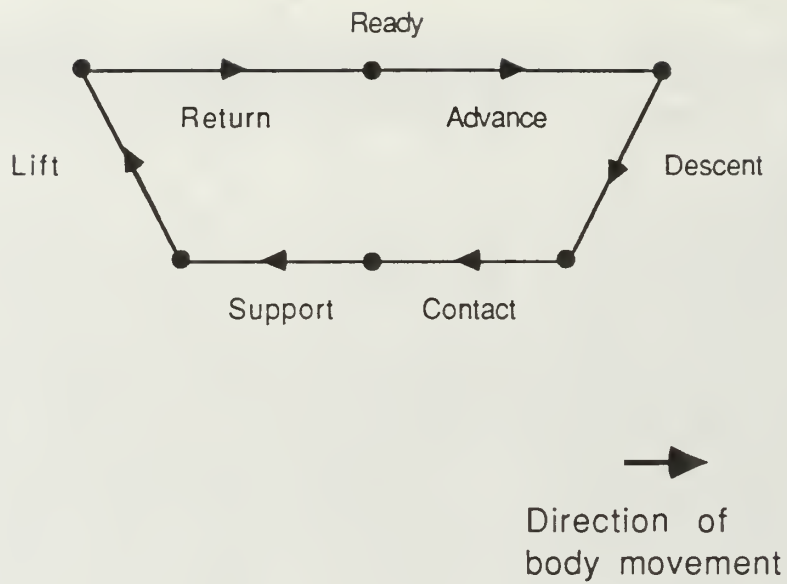 Ready
Return
Advance
Lift
Descent
Support
Contact
Direction of
body movement